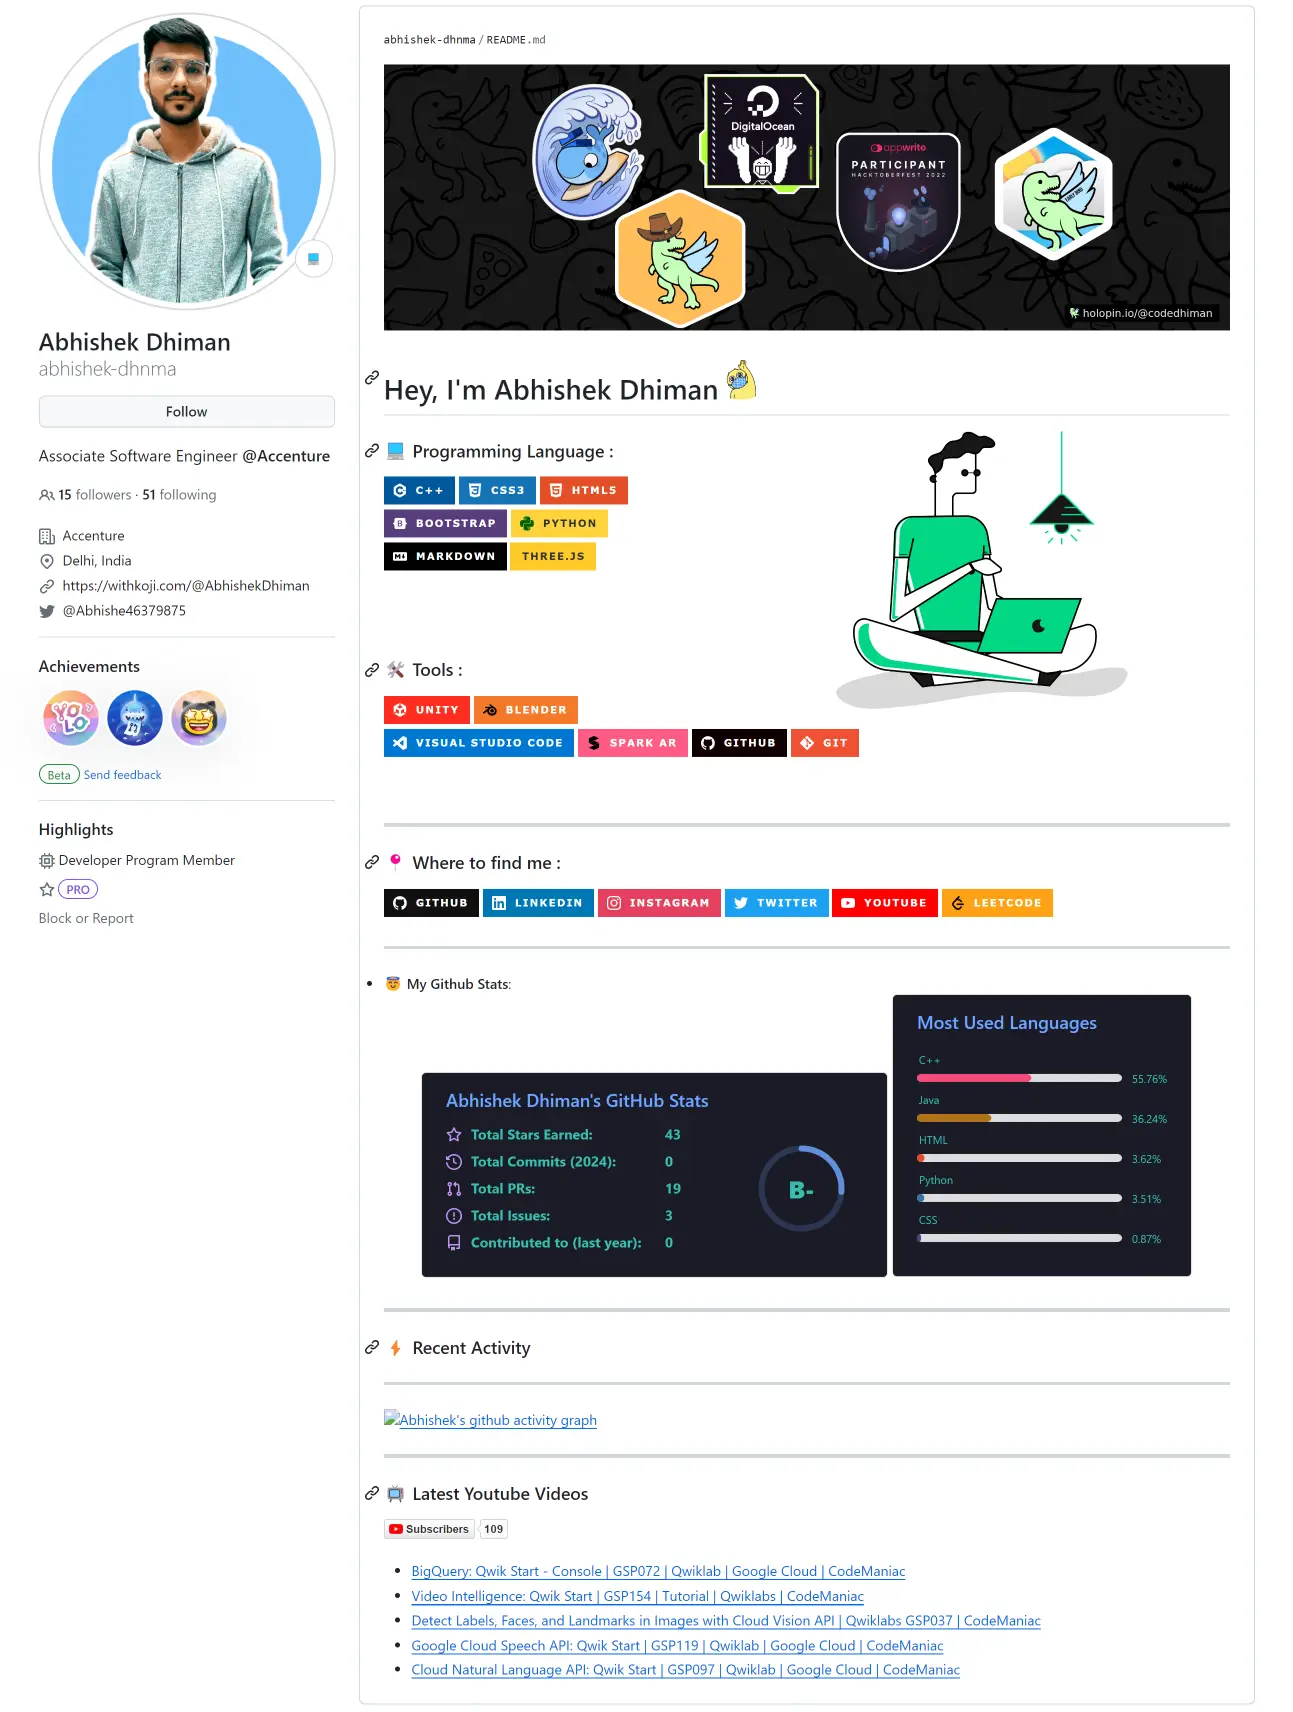 Abhishek Dhiman
abhishek-dhnma
Follow
Associate Software Engineer @Accenture
15 followers · 51 following
Accenture
Delhi, India
https://withkoji.com/@AbhishekDhiman
@Abhishe46379875
Achievements
YOLO
Beta Send feedback
Highlights
Developer Program Member
PRO
Block or Report
abhishek-dhnma / README.md
DigitalOcean
appwrite
PARTICIPANT
HACKTOBERFEST 2022
holopin.io/@codedhiman
Hey, I'm Abhishek Dhiman
Programming Language :
C++ CSS3 HTML5
BOOTSTRAP PYTHON
MARKDOWN THREE.JS
Tools :
UNITY BLENDER
VISUAL STUDIO CODE SPARK AR GITHUB GIT
Where to find me :
GITHUB LINKEDIN INSTAGRAM TWITTER YOUTUBE LEETCODE
My Github Stats:
Abhishek Dhiman's GitHub Stats
Total Stars Earned: 43
Total Commits (2024): 0
Total PRs: 19
Total Issues: 3
Contributed to (last year): 0
B-
Most Used Languages
C++
55.76%
Java
36.24%
HTML
3.62%
Python
3.51%
CSS
0.87%
Recent Activity
Abhishek's github activity graph
Latest Youtube Videos
Subscribers 109
BigQuery: Qwik Start - Console | GSP072 | Qwiklab | Google Cloud | CodeManiac
Video Intelligence: Qwik Start | GSP154 | Tutorial | Qwiklabs | CodeManiac
Detect Labels, Faces, and Landmarks in Images with Cloud Vision API | Qwiklabs GSP037 | CodeManiac
Google Cloud Speech API: Qwik Start | GSP119 | Qwiklab | Google Cloud | CodeManiac
Cloud Natural Language API: Qwik Start | GSP097 | Qwiklab | Google Cloud | CodeManiac